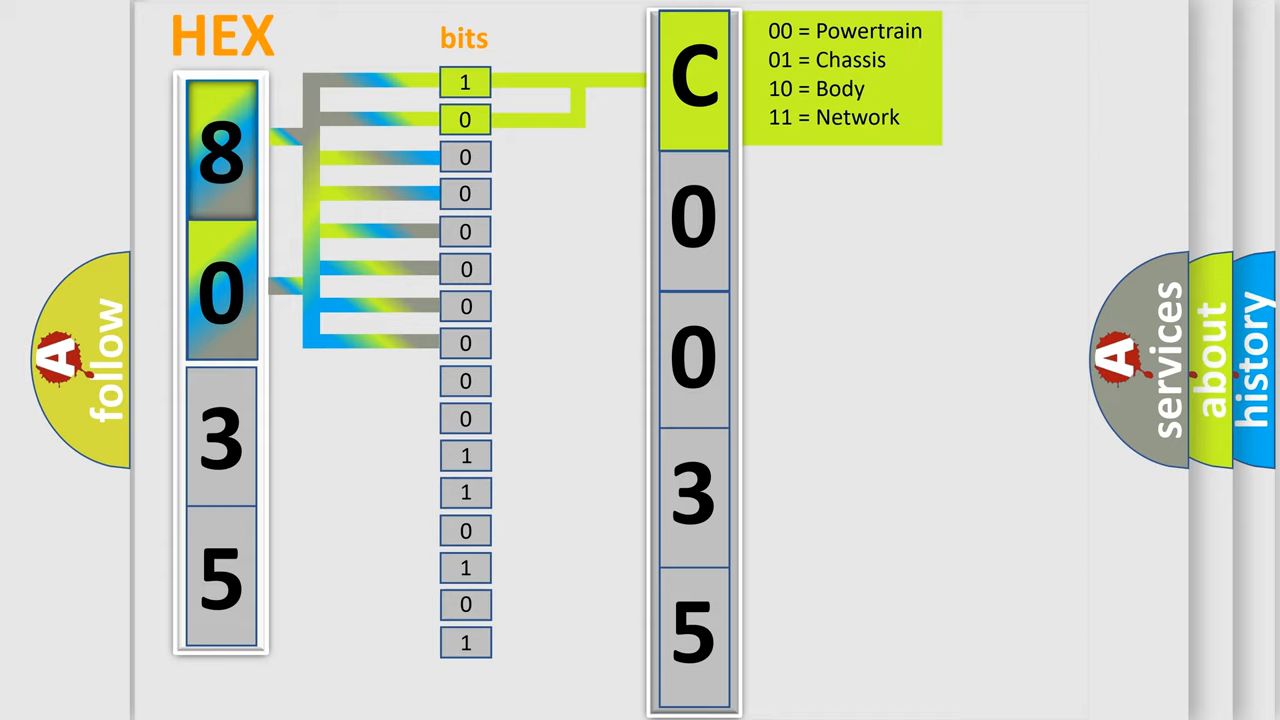 HEX
bits
8
0
3
5
1
0
0
0
0
0
0
0
0
0
1
1
0
1
0
1
C
0
0
3
5
00 = Powertrain
01 = Chassis
10 = Body
11 = Network
A
follow
A
services
about
history